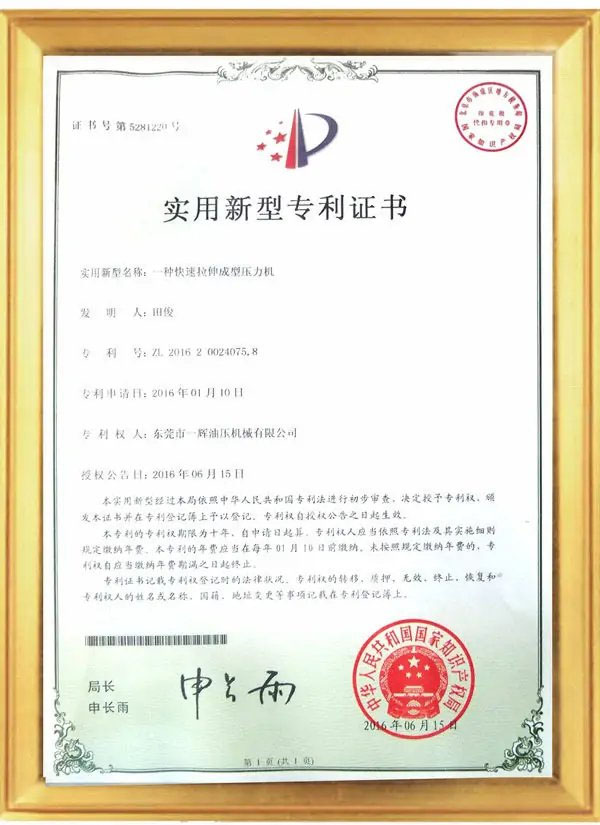 证书号第5281220号
实用新型专利证书
实用新型名称：一种快速拉伸成型压力机
发明人：田俊
专利号：ZL 2016 2 0024075.8
专利申请日：2016年01月10日
专利权人：东莞市一辉油压机械有限公司
授权公告日：2016年06月15日
本实用新型经过本局依照中华人民共和国专利法进行初步审查，决定授予专利权，颁
发本证书并在专利登记簿上予以登记。专利权自授权公告之日起生效。
本专利的专利权期限为十年，自申请日起算。专利权人应当依照专利法及其实施细则
规定缴纳年费。本专利的年费应当在每年01月10日前缴纳。未按照规定缴纳年费的，专
利权自应当缴纳年费期满之日起终止。
专利证书记载专利权登记时的法律状况。专利权的转移、质押、无效、终止、恢复和
专利权人的姓名或名称、国籍、地址变更等事项记载在专利登记簿上。
局长
申长雨
申长雨
中华人民共和国国家知识产权局
2016年06月15日
第1页(共1页)